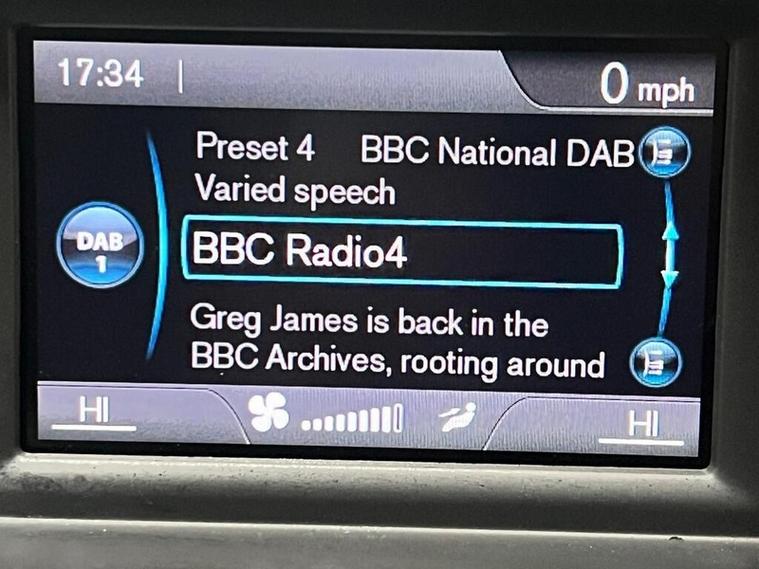 17:34
0 mph
Preset 4 BBC National DAB
Varied speech
DAB
1
BBC Radio4
Greg James is back in the
BBC Archives, rooting around
HI HI